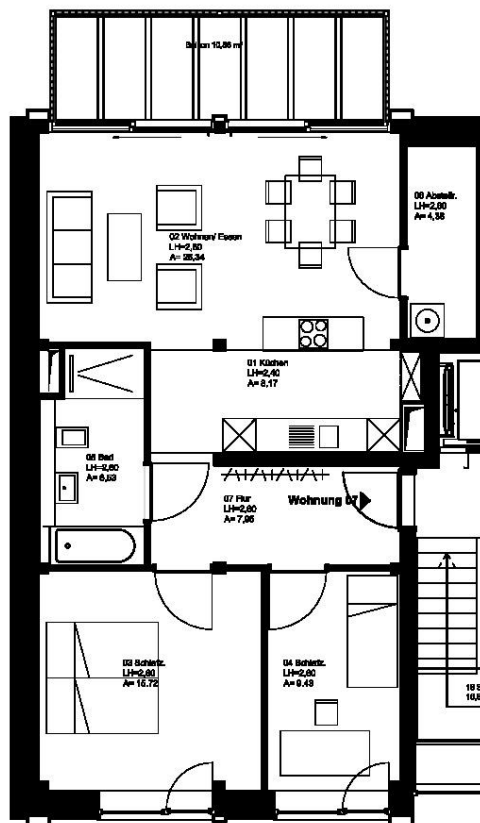 Balkon 10,86 m²
06 Abstellr.
LH=2,60
A= 4,38
02 Wohnen/ Essen
LH=2,60
A= 26,34
01 Küchen
LH=2,40
A= 8,17
05 Bad
LH=2,60
A= 6,53
07 Flur
LH=2,60
A= 7,95
Wohnung 07
03 Schlafz.
LH=2,60
A= 15,72
04 Schlafz.
LH=2,60
A= 9.43